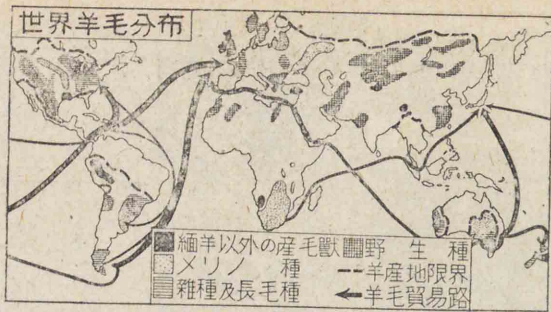 世界羊毛分布
緬羊以外の産毛獸 野生種
メリノ種 羊産地限界
雜種及長毛種 羊毛貿易路